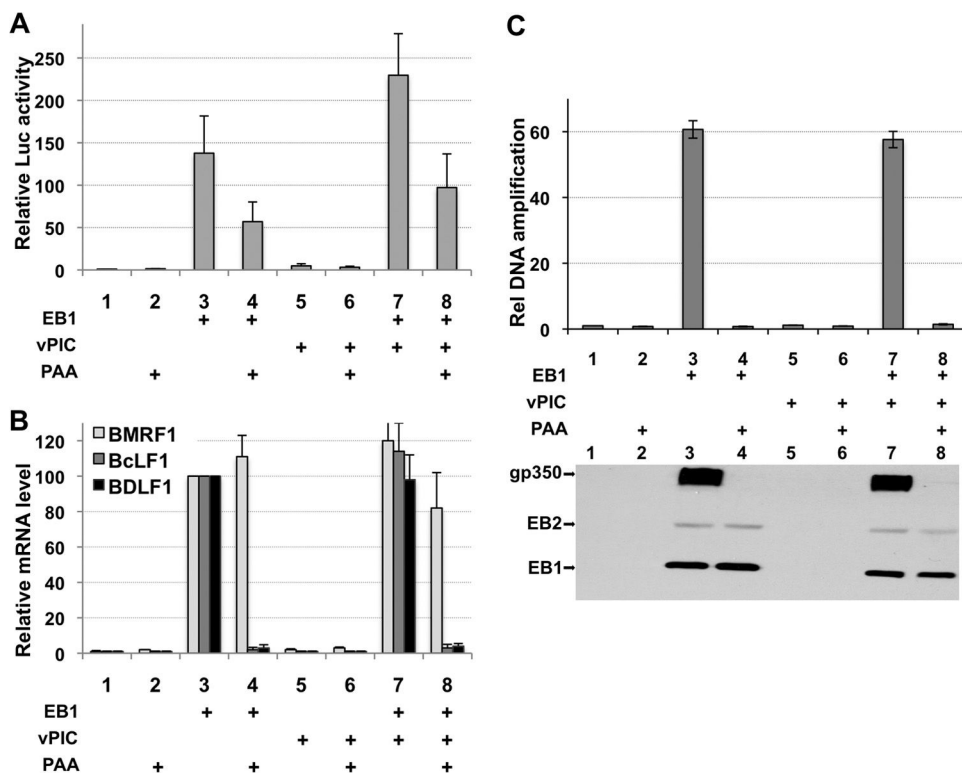 A
Relative Luc activity
250
200
150
100
50
0
1 2 3 4 5 6 7 8
EB1 + + + +
vPIC + + + +
PAA + + + +
B
Relative mRNA level
BMRF1
BcLF1
BDLF1
120
100
80
60
40
20
0
1 2 3 4 5 6 7 8
EB1 + + + +
vPIC + + + +
PAA + + + +
C
Rel DNA amplification
60
40
20
0
1 2 3 4 5 6 7 8
EB1 + + + +
vPIC + + + +
PAA + + + +
1 2 3 4 5 6 7 8
gp350
EB2
EB1